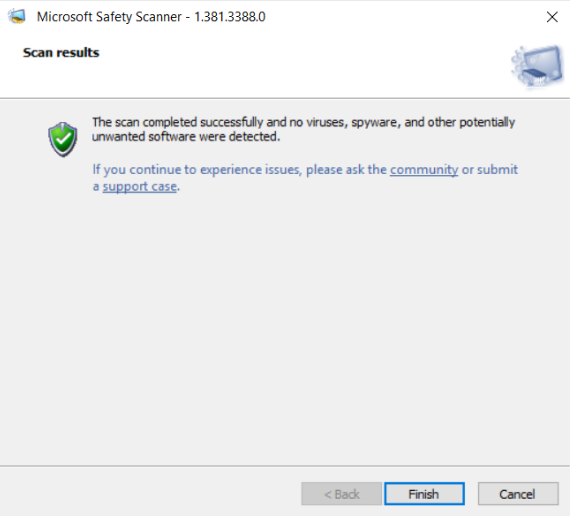 Microsoft Safety Scanner - 1.381.3388.0
Scan results
The scan completed successfully and no viruses, spyware, and other potentially
unwanted software were detected.
If you continue to experience issues, please ask the community or submit
a support case.
< Back
Finish
Cancel